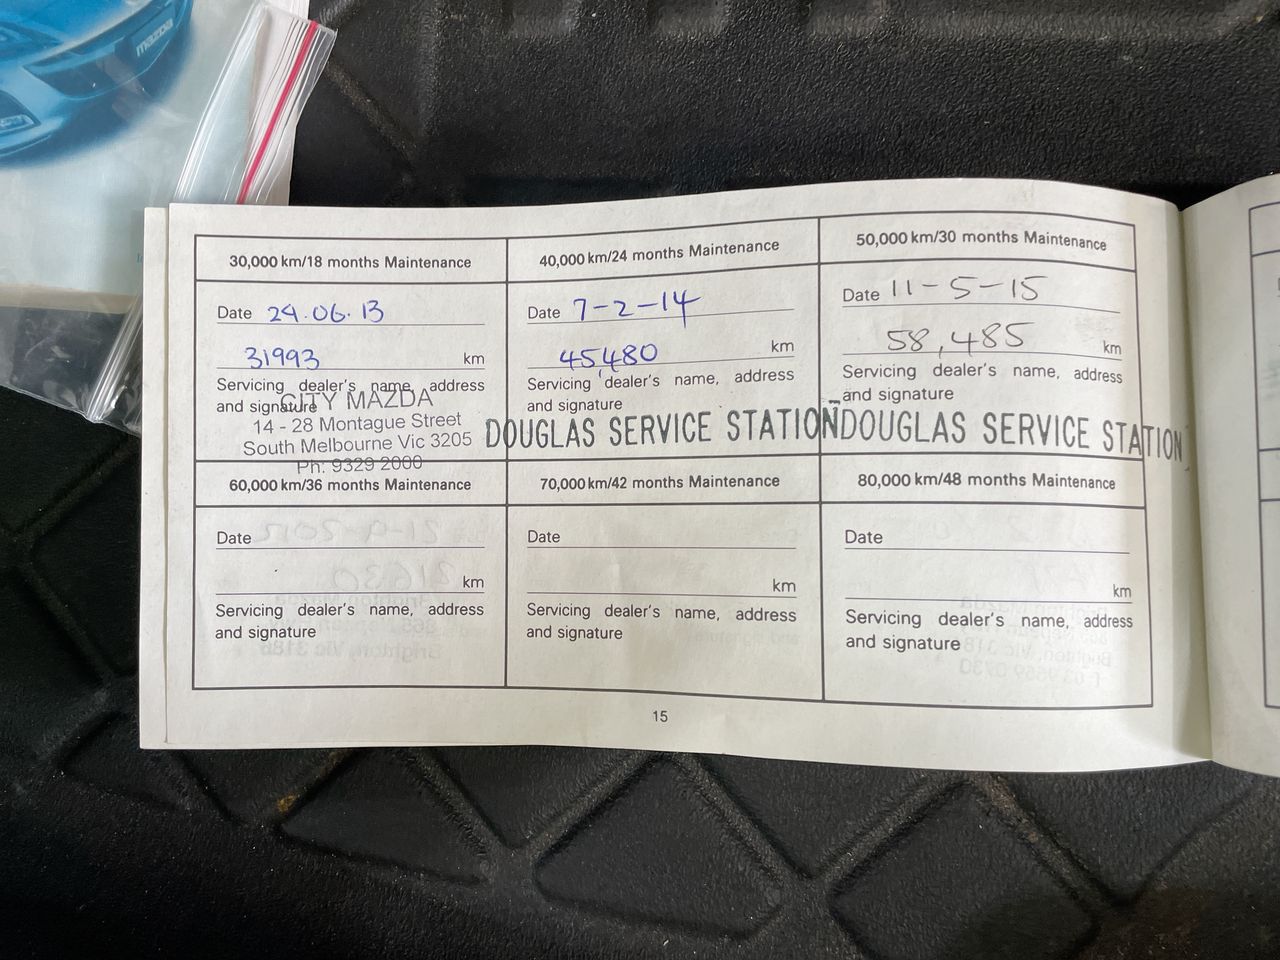 mazda
30,000 km/18 months Maintenance
Date 24.06.13
31993 km
Servicing dealer's name, address
and signature
CITY MAZDA
14 - 28 Montague Street
South Melbourne Vic 3205
Ph: 9329 2000
40,000 km/24 months Maintenance
Date 7-2-14
45,480 km
Servicing dealer's name, address
and signature
DOUGLAS SERVICE STATION
50,000 km/30 months Maintenance
Date 11-5-15
58,485 km
Servicing dealer's name, address
and signature
DOUGLAS SERVICE STATION
60,000 km/36 months Maintenance
Date
km
Servicing dealer's name, address
and signature
70,000 km/42 months Maintenance
Date
km
Servicing dealer's name, address
and signature
80,000 km/48 months Maintenance
Date
km
Servicing dealer's name, address
and signature
15